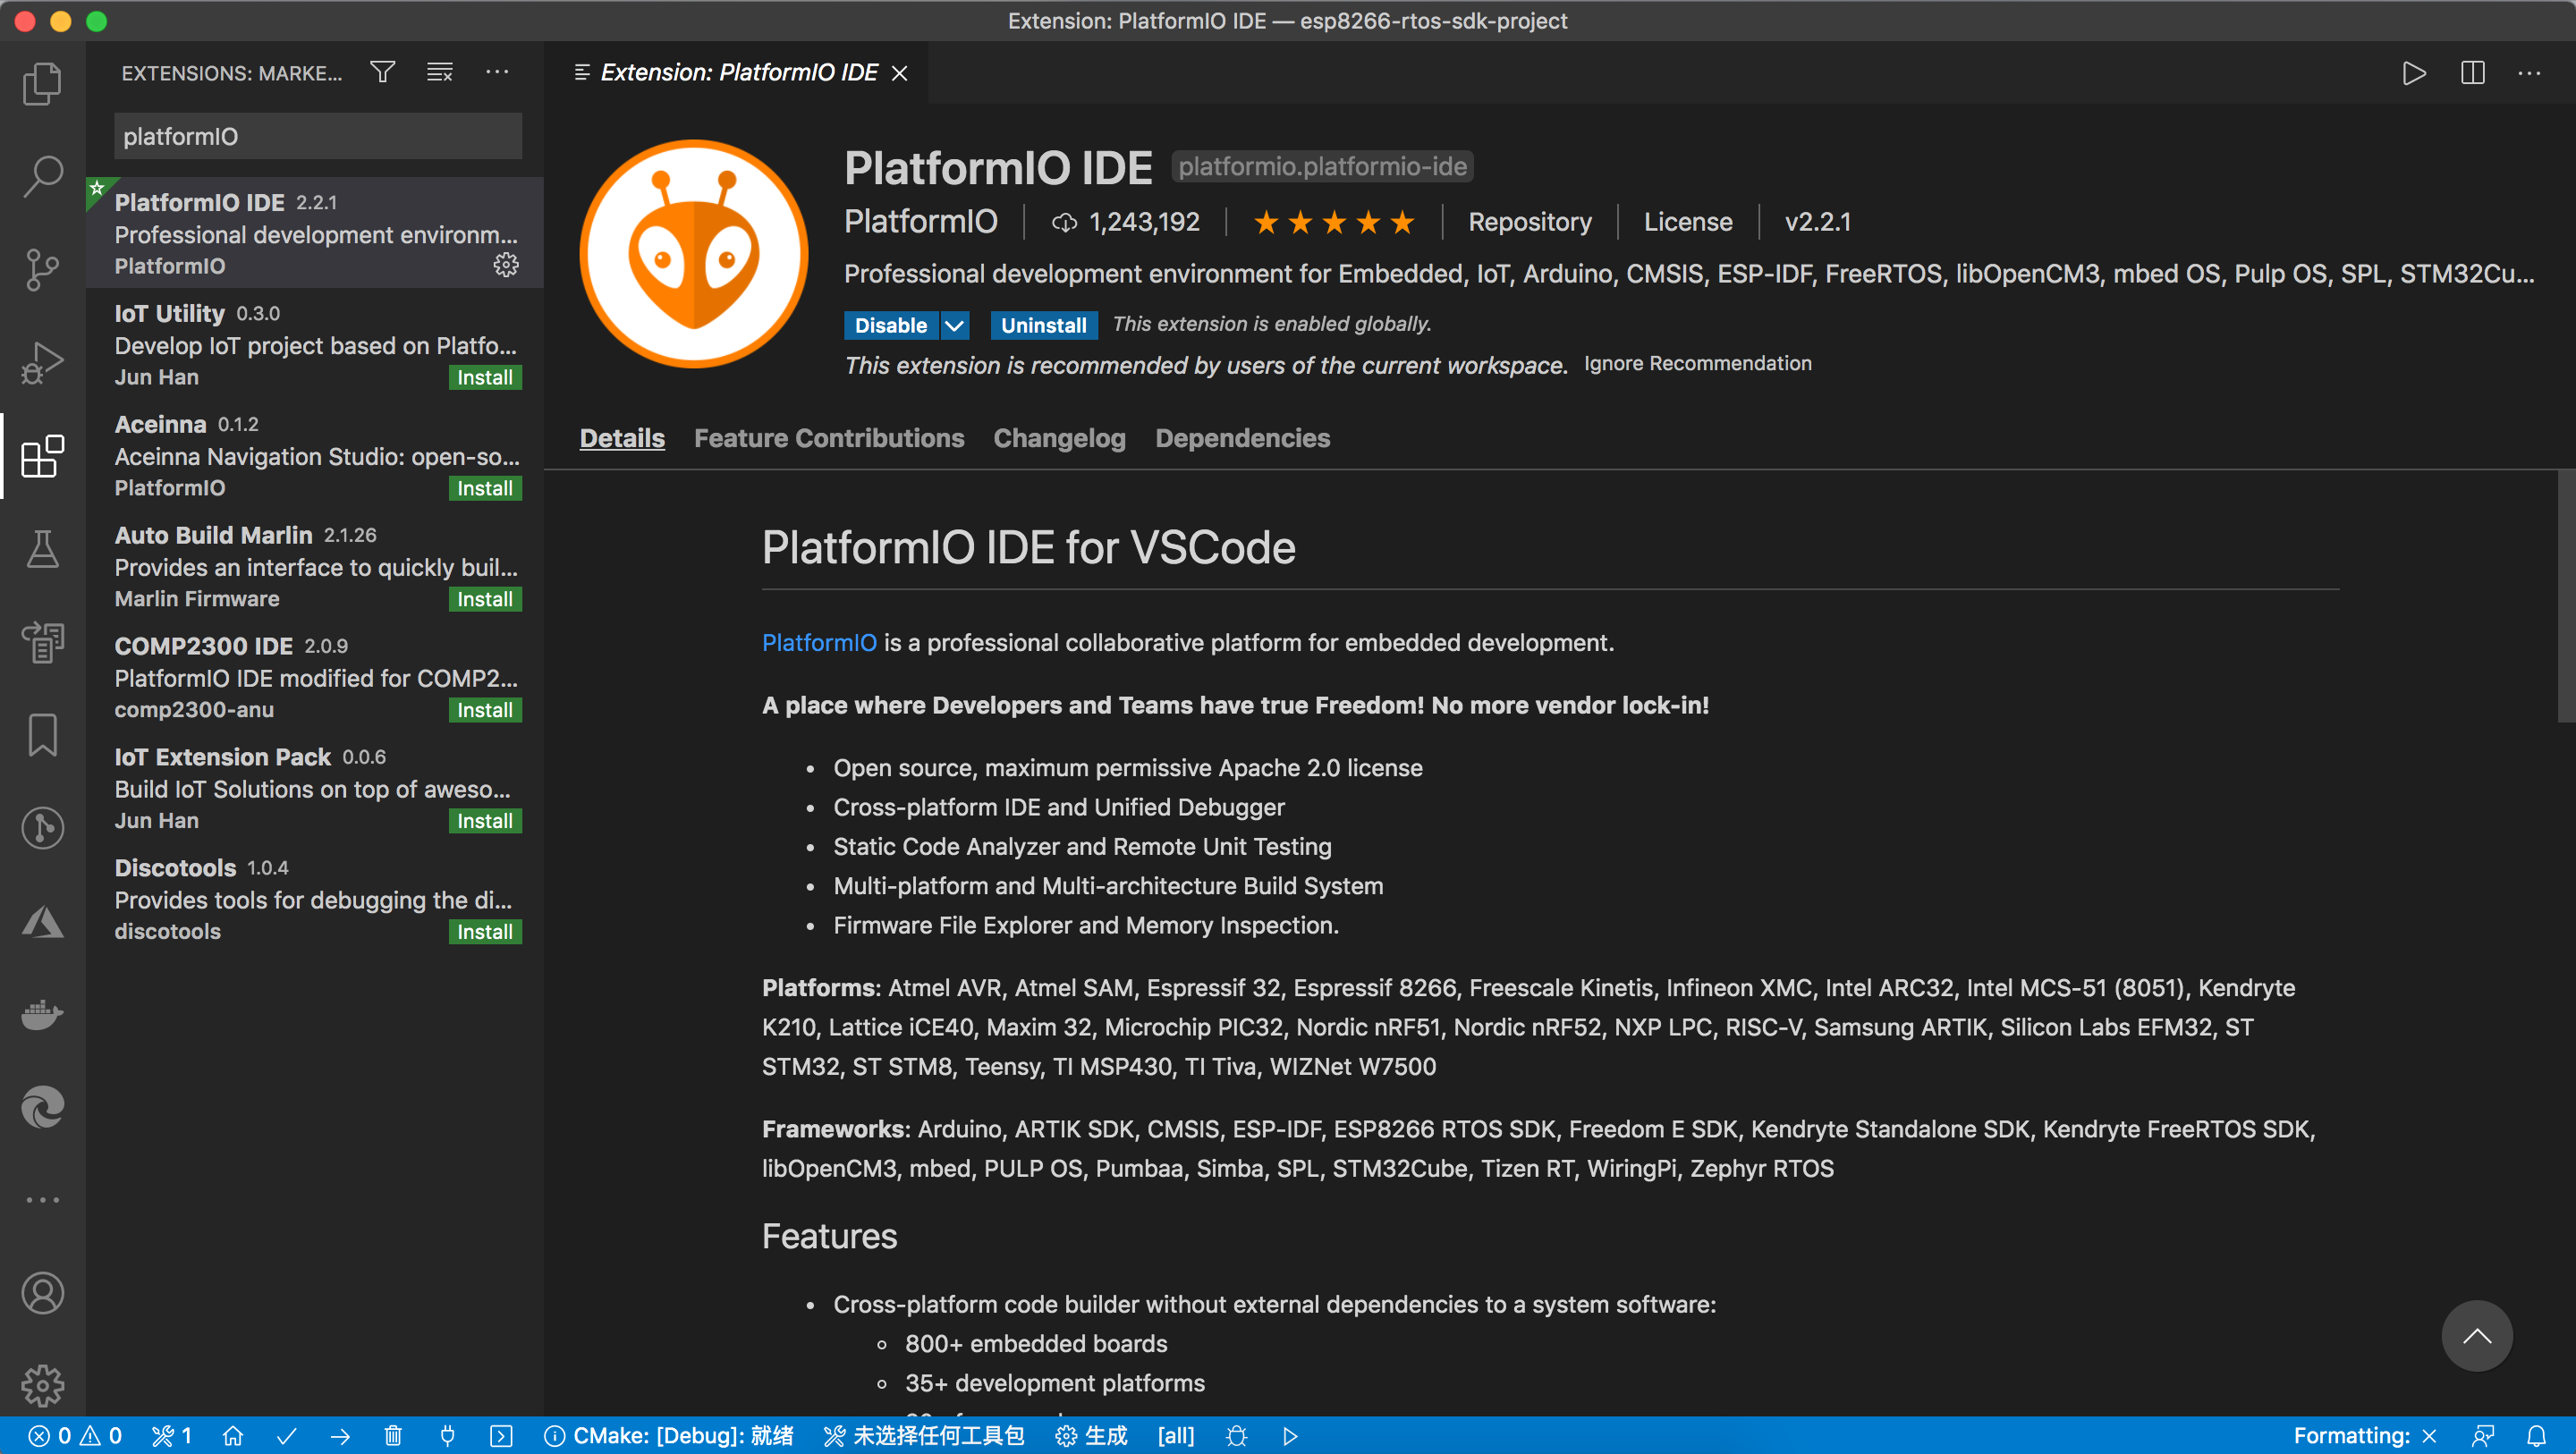 Extension: PlatformIO IDE — esp8266-rtos-sdk-project
EXTENSIONS: MARKE...
Extension: PlatformIO IDE
platformIO
PlatformIO IDE 2.2.1
Professional development environm...
PlatformIO
IoT Utility 0.3.0
Develop IoT project based on Platfo...
Jun Han
Install
Aceinna 0.1.2
Aceinna Navigation Studio: open-so...
PlatformIO
Install
Auto Build Marlin 2.1.26
Provides an interface to quickly buil...
Marlin Firmware
Install
COMP2300 IDE 2.0.9
PlatformIO IDE modified for COMP2...
comp2300-anu
Install
IoT Extension Pack 0.0.6
Build IoT Solutions on top of aweso...
Jun Han
Install
Discotools 1.0.4
Provides tools for debugging the di...
discotools
Install
PlatformIO IDE platformio.platformio-ide
PlatformIO 1,243,192 Repository License v2.2.1
Professional development environment for Embedded, IoT, Arduino, CMSIS, ESP-IDF, FreeRTOS, libOpenCM3, mbed OS, Pulp OS, SPL, STM32Cu...
Disable Uninstall This extension is enabled globally.
This extension is recommended by users of the current workspace. Ignore Recommendation
Details Feature Contributions Changelog Dependencies
PlatformIO IDE for VSCode
PlatformIO is a professional collaborative platform for embedded development.
A place where Developers and Teams have true Freedom! No more vendor lock-in!
• Open source, maximum permissive Apache 2.0 license
• Cross-platform IDE and Unified Debugger
• Static Code Analyzer and Remote Unit Testing
• Multi-platform and Multi-architecture Build System
• Firmware File Explorer and Memory Inspection.
Platforms: Atmel AVR, Atmel SAM, Espressif 32, Espressif 8266, Freescale Kinetis, Infineon XMC, Intel ARC32, Intel MCS-51 (8051), Kendryte
K210, Lattice iCE40, Maxim 32, Microchip PIC32, Nordic nRF51, Nordic nRF52, NXP LPC, RISC-V, Samsung ARTIK, Silicon Labs EFM32, ST
STM32, ST STM8, Teensy, TI MSP430, TI Tiva, WIZNet W7500
Frameworks: Arduino, ARTIK SDK, CMSIS, ESP-IDF, ESP8266 RTOS SDK, Freedom E SDK, Kendryte Standalone SDK, Kendryte FreeRTOS SDK,
libOpenCM3, mbed, PULP OS, Pumbaa, Simba, SPL, STM32Cube, Tizen RT, WiringPi, Zephyr RTOS
Features
• Cross-platform code builder without external dependencies to a system software:
◦ 800+ embedded boards
◦ 35+ development platforms
0 0 1 CMake: [Debug]: 就绪 未选择任何工具包 生成 [all] Formatting: ×